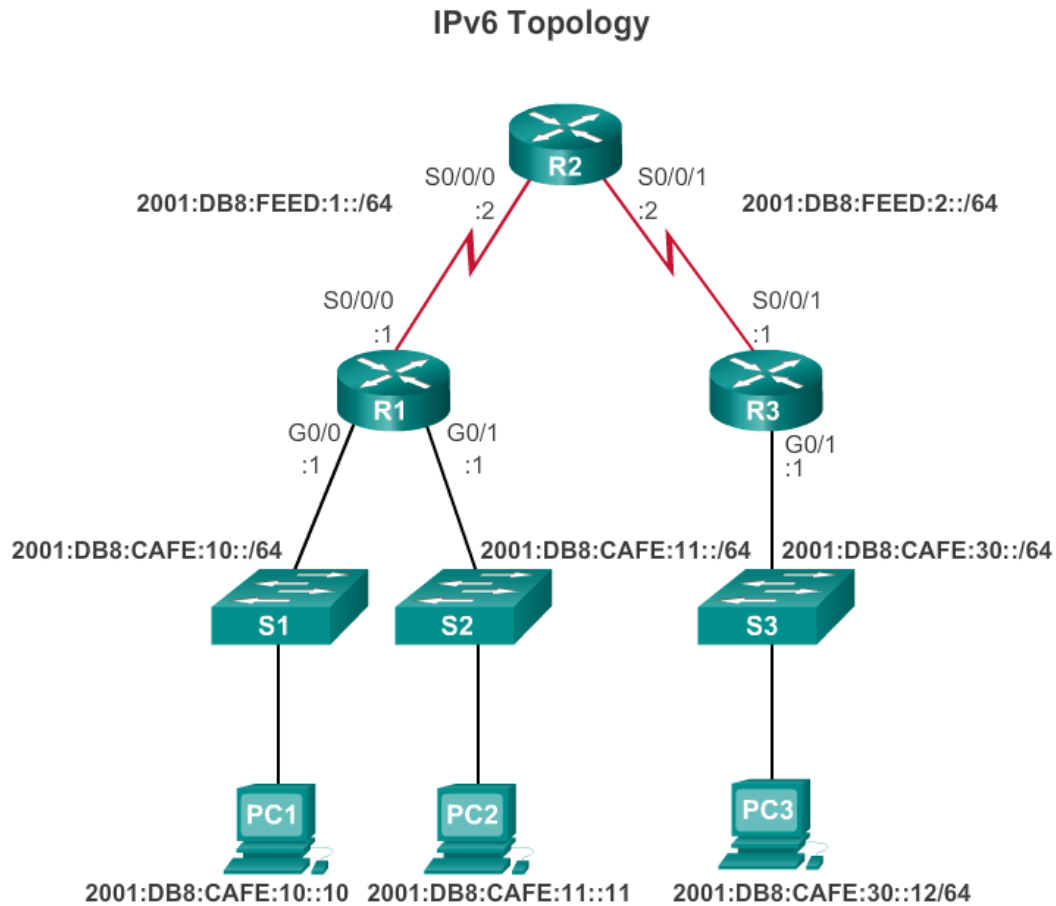 IPv6 Topology
R2
S0/0/0 S0/0/1
2001:DB8:FEED:1::/64 :2 :2 2001:DB8:FEED:2::/64
S0/0/0 S0/0/1
:1 :1
R1 R3
G0/0 G0/1 G0/1
:1 :1 :1
2001:DB8:CAFE:10::/64 2001:DB8:CAFE:11::/64 2001:DB8:CAFE:30::/64
S1 S2 S3
PC1 PC2 PC3
2001:DB8:CAFE:10::10 2001:DB8:CAFE:11::11 2001:DB8:CAFE:30::12/64